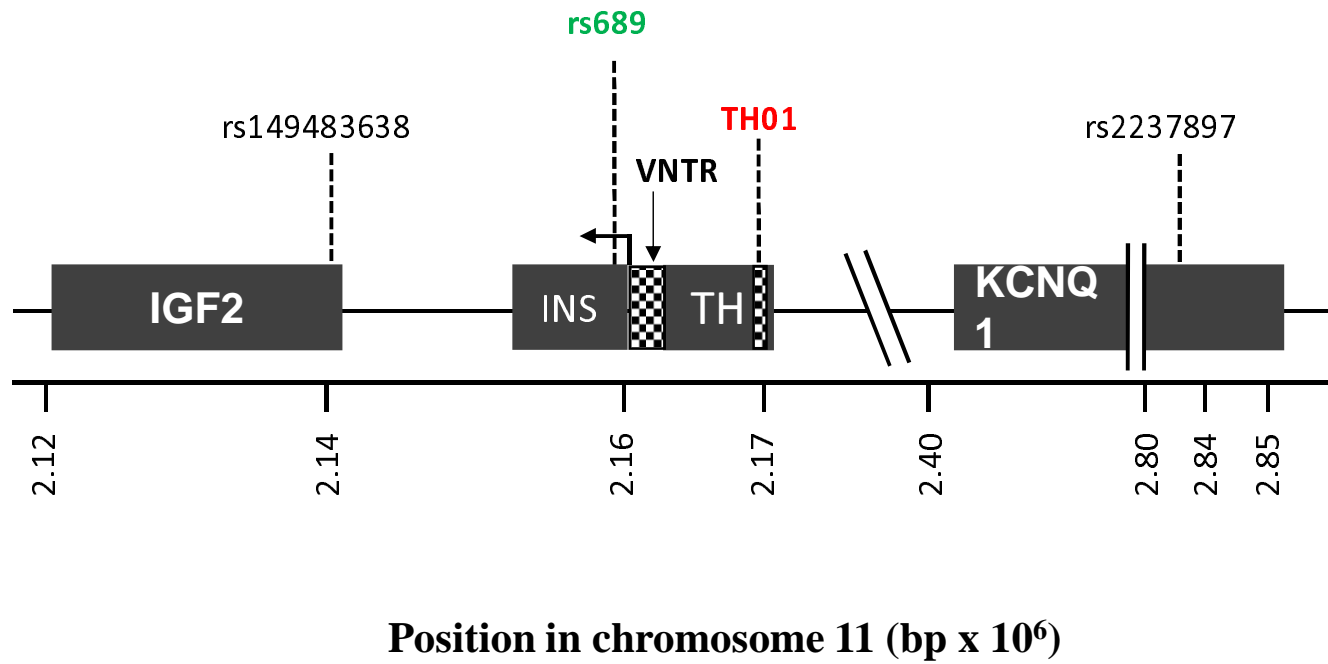 rs689
rs149483638
TH01
rs2237897
VNTR
IGF2
INS
TH
KCNQ
1
2.12
2.14
2.16
2.17
2.40
2.80
2.84
2.85
Position in chromosome 11 (bp x 10⁶)